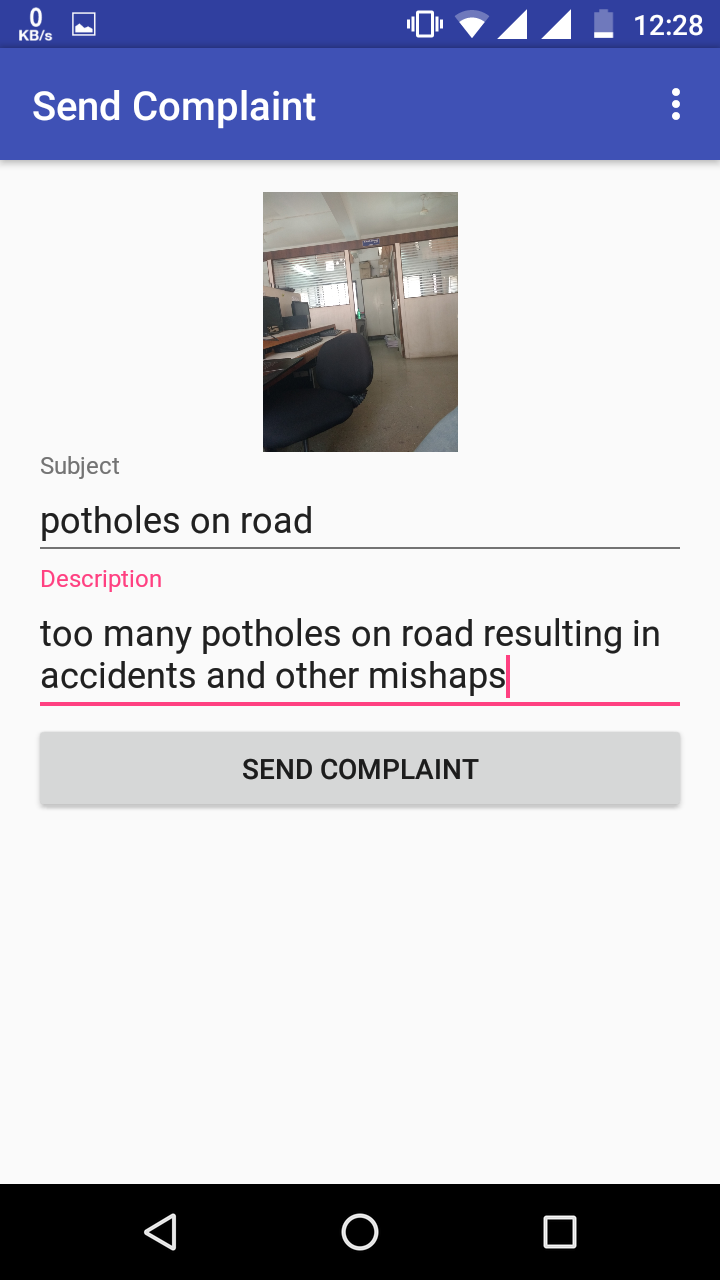 0
KB/s
12:28
Send Complaint
Subject
potholes on road
Description
too many potholes on road resulting in
accidents and other mishaps
SEND COMPLAINT